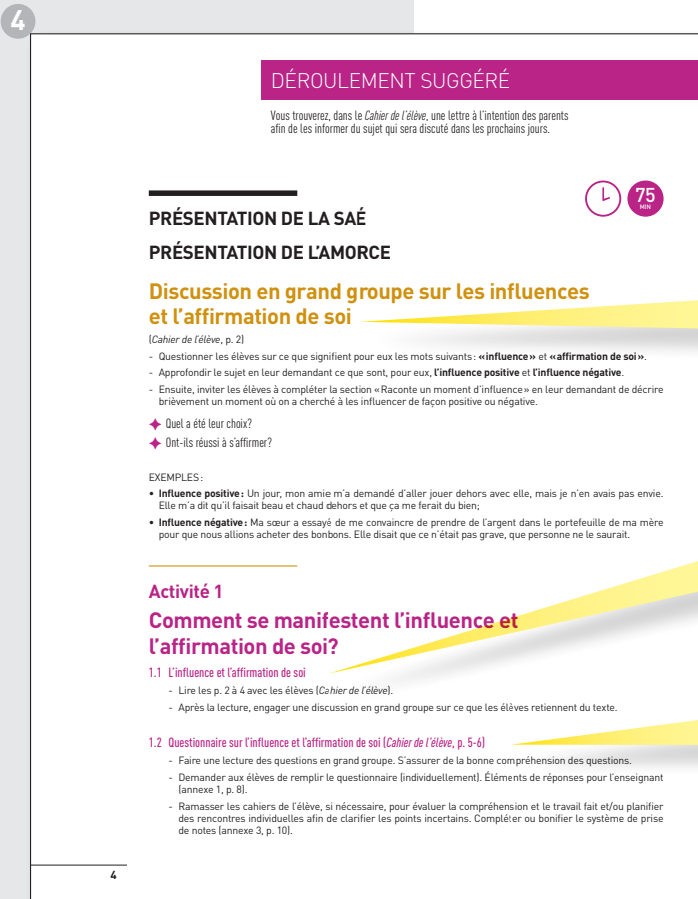 4
DÉROULEMENT SUGGÉRÉ
Vous trouverez, dans le Cahier de l'élève, une lettre à l'intention des parents
afin de les informer du sujet qui sera discuté dans les prochains jours.
75
MIN
PRÉSENTATION DE LA SAÉ
PRÉSENTATION DE L'AMORCE
Discussion en grand groupe sur les influences
et l'affirmation de soi
(Cahier de l'élève, p. 2)
- Questionner les élèves sur ce que signifient pour eux les mots suivants : «influence» et «affirmation de soi».
- Approfondir le sujet en leur demandant ce que sont, pour eux, l'influence positive et l'influence négative.
- Ensuite, inviter les élèves à compléter la section «Raconte un moment d'influence» en leur demandant de décrire
brièvement un moment où on a cherché à les influencer de façon positive ou négative.
Quel a été leur choix?
Ont-ils réussi à s'affirmer?
EXEMPLES :
• Influence positive : Un jour, mon amie m'a demandé d'aller jouer dehors avec elle, mais je n'en avais pas envie.
Elle m'a dit qu'il faisait beau et chaud dehors et que ça me ferait du bien;
• Influence négative : Ma sœur a essayé de me convaincre de prendre de l'argent dans le portefeuille de ma mère
pour que nous allions acheter des bonbons. Elle disait que ce n'était pas grave, que personne ne le saurait.
Activité 1
Comment se manifestent l'influence et
l'affirmation de soi?
1.1 L'influence et l'affirmation de soi
- Lire les p. 2 à 4 avec les élèves (Cahier de l'élève).
- Après la lecture, engager une discussion en grand groupe sur ce que les élèves retiennent du texte.
1.2 Questionnaire sur l'influence et l'affirmation de soi (Cahier de l'élève, p. 5-6)
- Faire une lecture des questions en grand groupe. S'assurer de la bonne compréhension des questions.
- Demander aux élèves de remplir le questionnaire (individuellement). Éléments de réponses pour l'enseignant
(annexe 1, p. 8).
- Ramasser les cahiers de l'élève, si nécessaire, pour évaluer la compréhension et le travail fait et/ou planifier
des rencontres individuelles afin de clarifier les points incertains. Compléter ou bonifier le système de prise
de notes (annexe 3, p. 10).
4